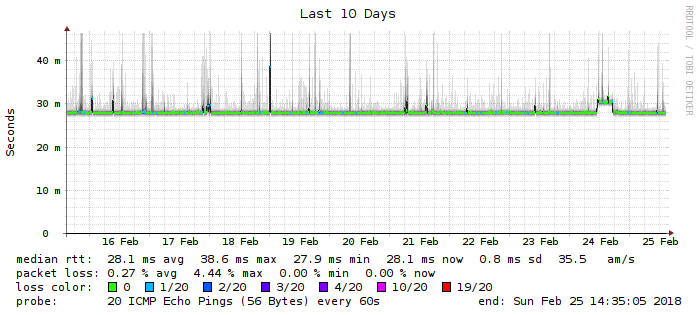 Last 10 Days
RRDTOOL / TOBI OETIKER
Seconds
40 m
30 m
20 m
10 m
0
16 Feb 17 Feb 18 Feb 19 Feb 20 Feb 21 Feb 22 Feb 23 Feb 24 Feb 25 Feb
median rtt: 28.1 ms avg 38.6 ms max 27.9 ms min 28.1 ms now 0.8 ms sd 35.5 am/s
packet loss: 0.27 % avg 4.44 % max 0.00 % min 0.00 % now
loss color: 0 1/20 2/20 3/20 4/20 10/20 19/20
probe: 20 ICMP Echo Pings (56 Bytes) every 60s end: Sun Feb 25 14:35:05 2018